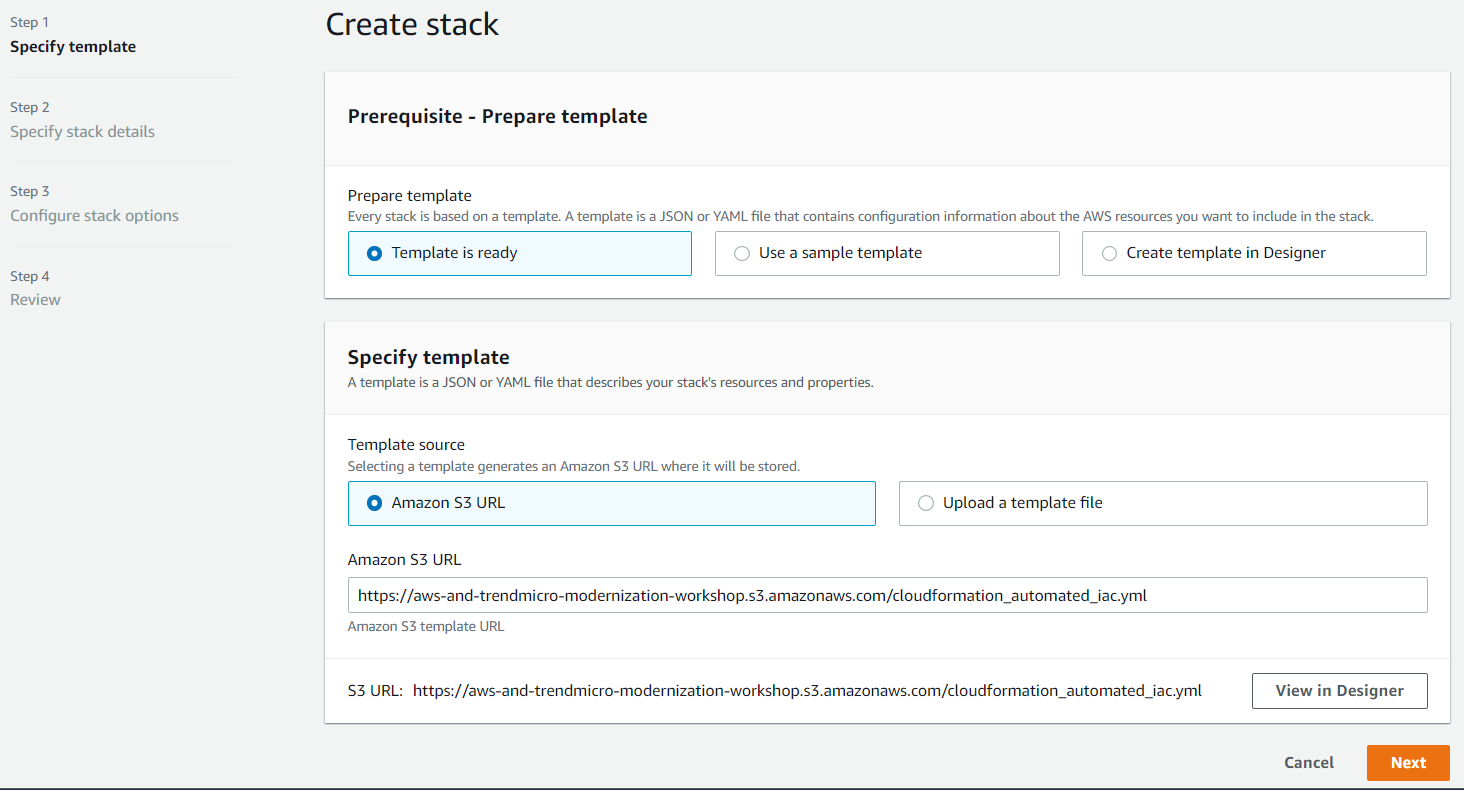 Step 1
Specify template
Step 2
Specify stack details
Step 3
Configure stack options
Step 4
Review
Create stack
Prerequisite - Prepare template
Prepare template
Every stack is based on a template. A template is a JSON or YAML file that contains configuration information about the AWS resources you want to include in the stack.
Template is ready
Use a sample template
Create template in Designer
Specify template
A template is a JSON or YAML file that describes your stack's resources and properties.
Template source
Selecting a template generates an Amazon S3 URL where it will be stored.
Amazon S3 URL
Upload a template file
Amazon S3 URL
https://aws-and-trendmicro-modernization-workshop.s3.amazonaws.com/cloudformation_automated_iac.yml
Amazon S3 template URL
S3 URL: https://aws-and-trendmicro-modernization-workshop.s3.amazonaws.com/cloudformation_automated_iac.yml
View in Designer
Cancel
Next